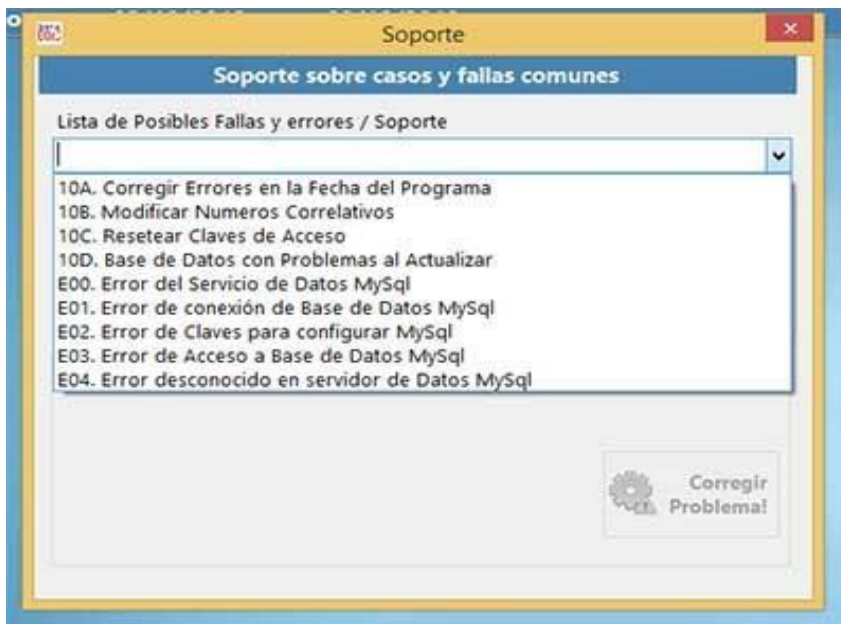 Soporte
Soporte sobre casos y fallas comunes
Lista de Posibles Fallas y errores / Soporte
10A. Corregir Errores en la Fecha del Programa
10B. Modificar Numeros Correlativos
10C. Resetear Claves de Acceso
10D. Base de Datos con Problemas al Actualizar
E00. Error del Servicio de Datos MySql
E01. Error de conexión de Base de Datos MySql
E02. Error de Claves para configurar MySql
E03. Error de Acceso a Base de Datos MySql
E04. Error desconocido en servidor de Datos MySql
Corregir
Problema!